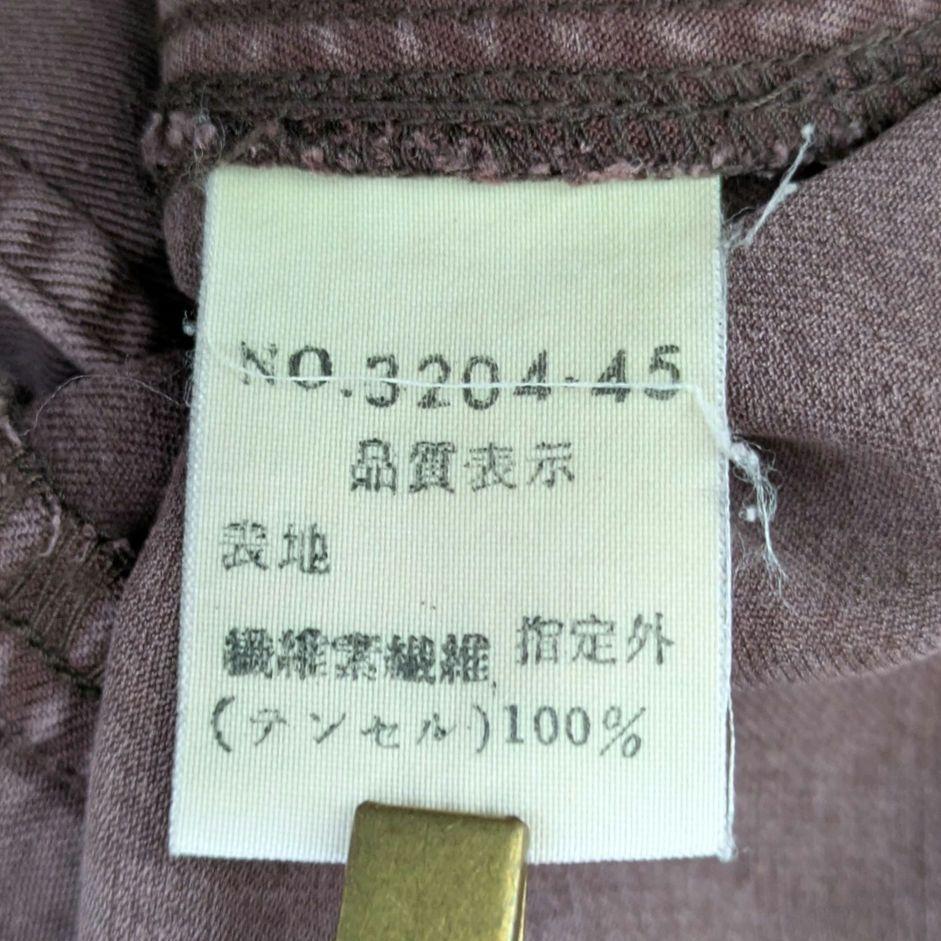 NO.3204-45
品質表示
表地
繊維素繊維 指定外
(テンセル)100%